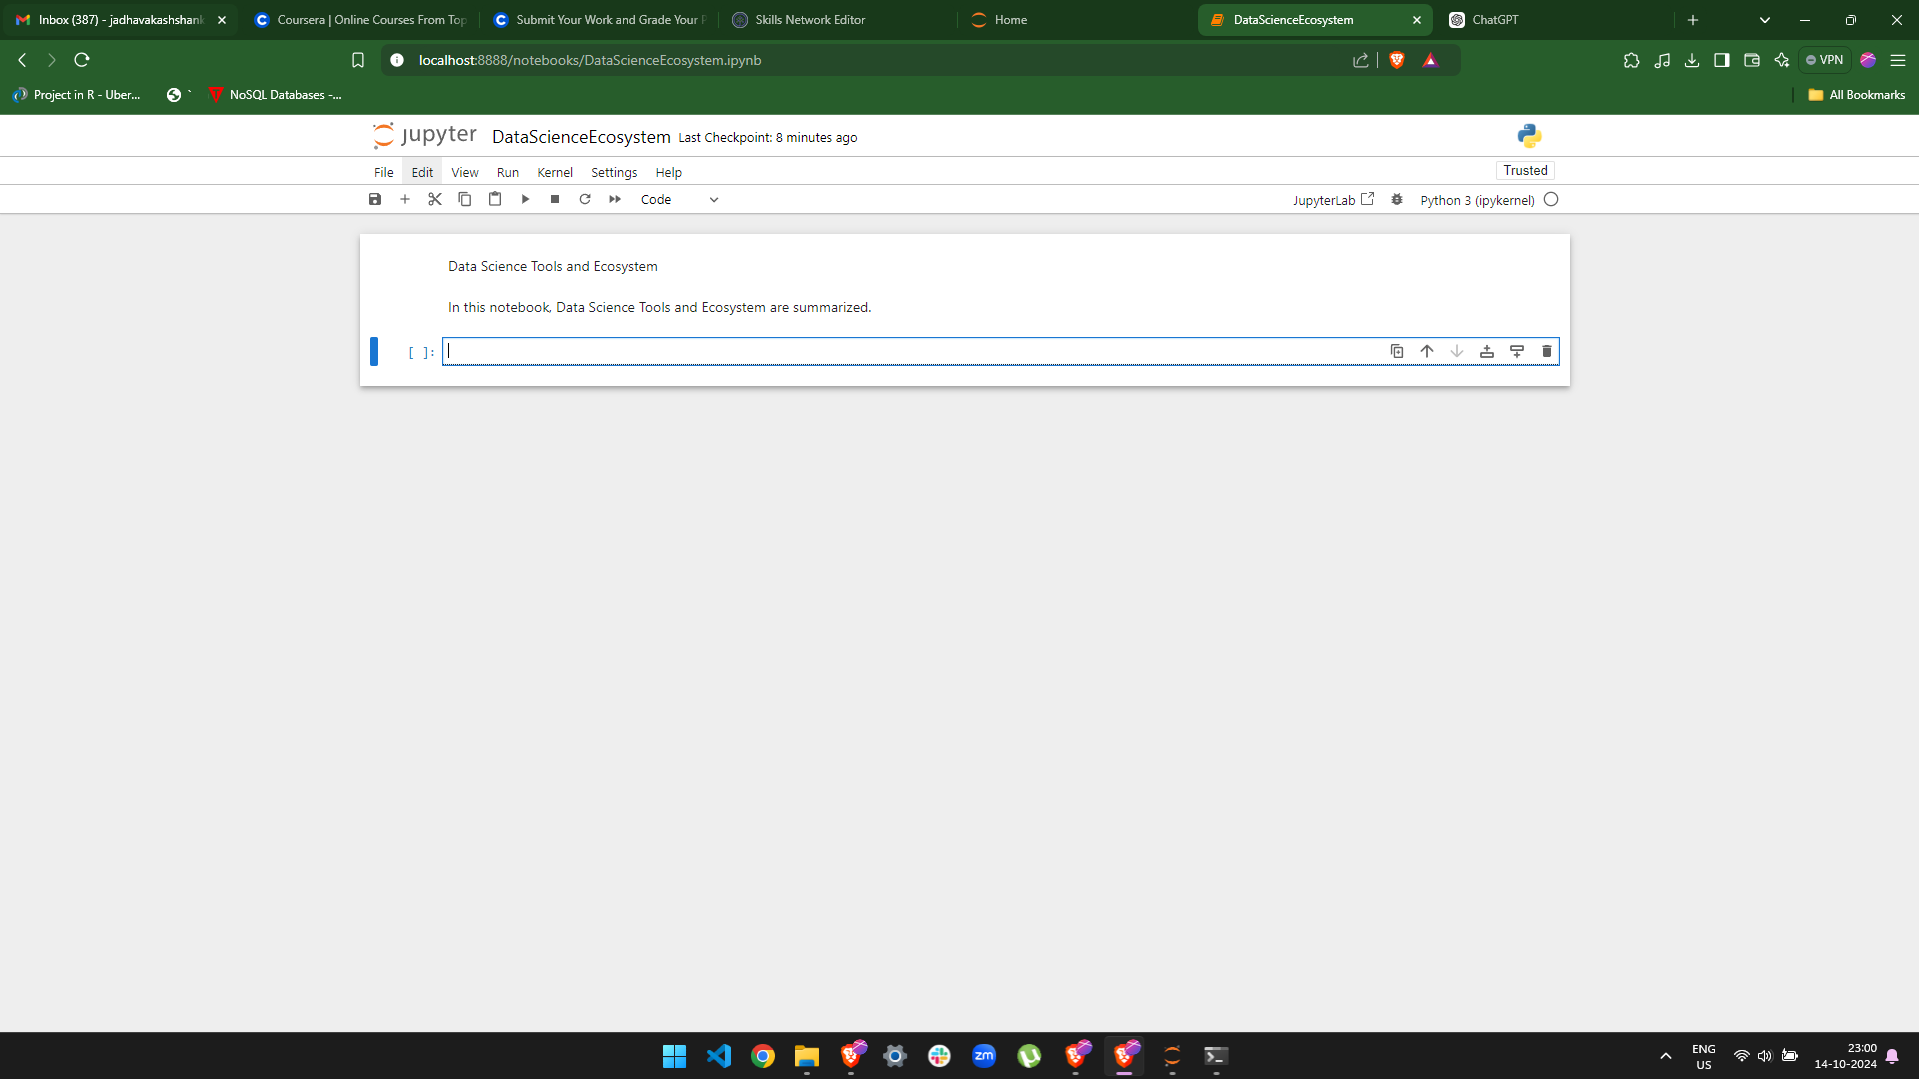 Inbox (387) - jadhavakashshank
Coursera | Online Courses From Top
Submit Your Work and Grade Your P
Skills Network Editor
Home
DataScienceEcosystem
ChatGPT
localhost:8888/notebooks/DataScienceEcosystem.ipynb
VPN
Project in R - Uber...
`
NoSQL Databases -...
All Bookmarks
jupyter DataScienceEcosystem Last Checkpoint: 8 minutes ago
File Edit View Run Kernel Settings Help
Trusted
Code
JupyterLab
Python 3 (ipykernel)
Data Science Tools and Ecosystem
In this notebook, Data Science Tools and Ecosystem are summarized.
[ ]:
zm
ENG
US
23:00
14-10-2024